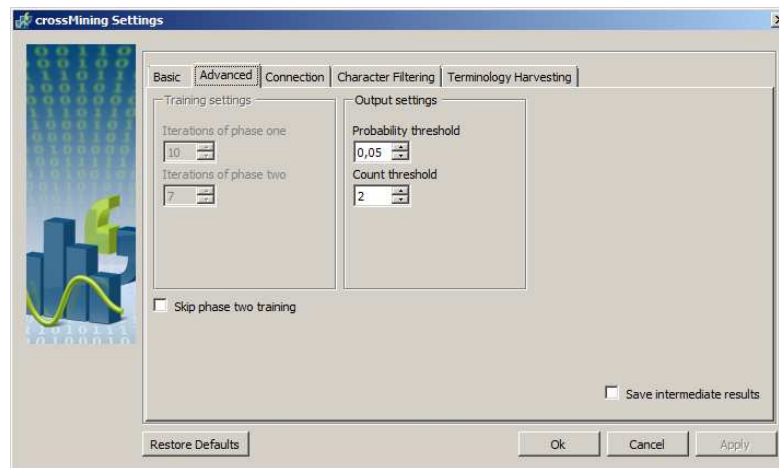 crossMining Settings
Basic Advanced Connection Character Filtering Terminology Harvesting
Training settings
Iterations of phase one
10
Iterations of phase two
7
Output settings
Probability threshold
0,05
Count threshold
2
Skip phase two training
Save intermediate results
Restore Defaults Ok Cancel Apply